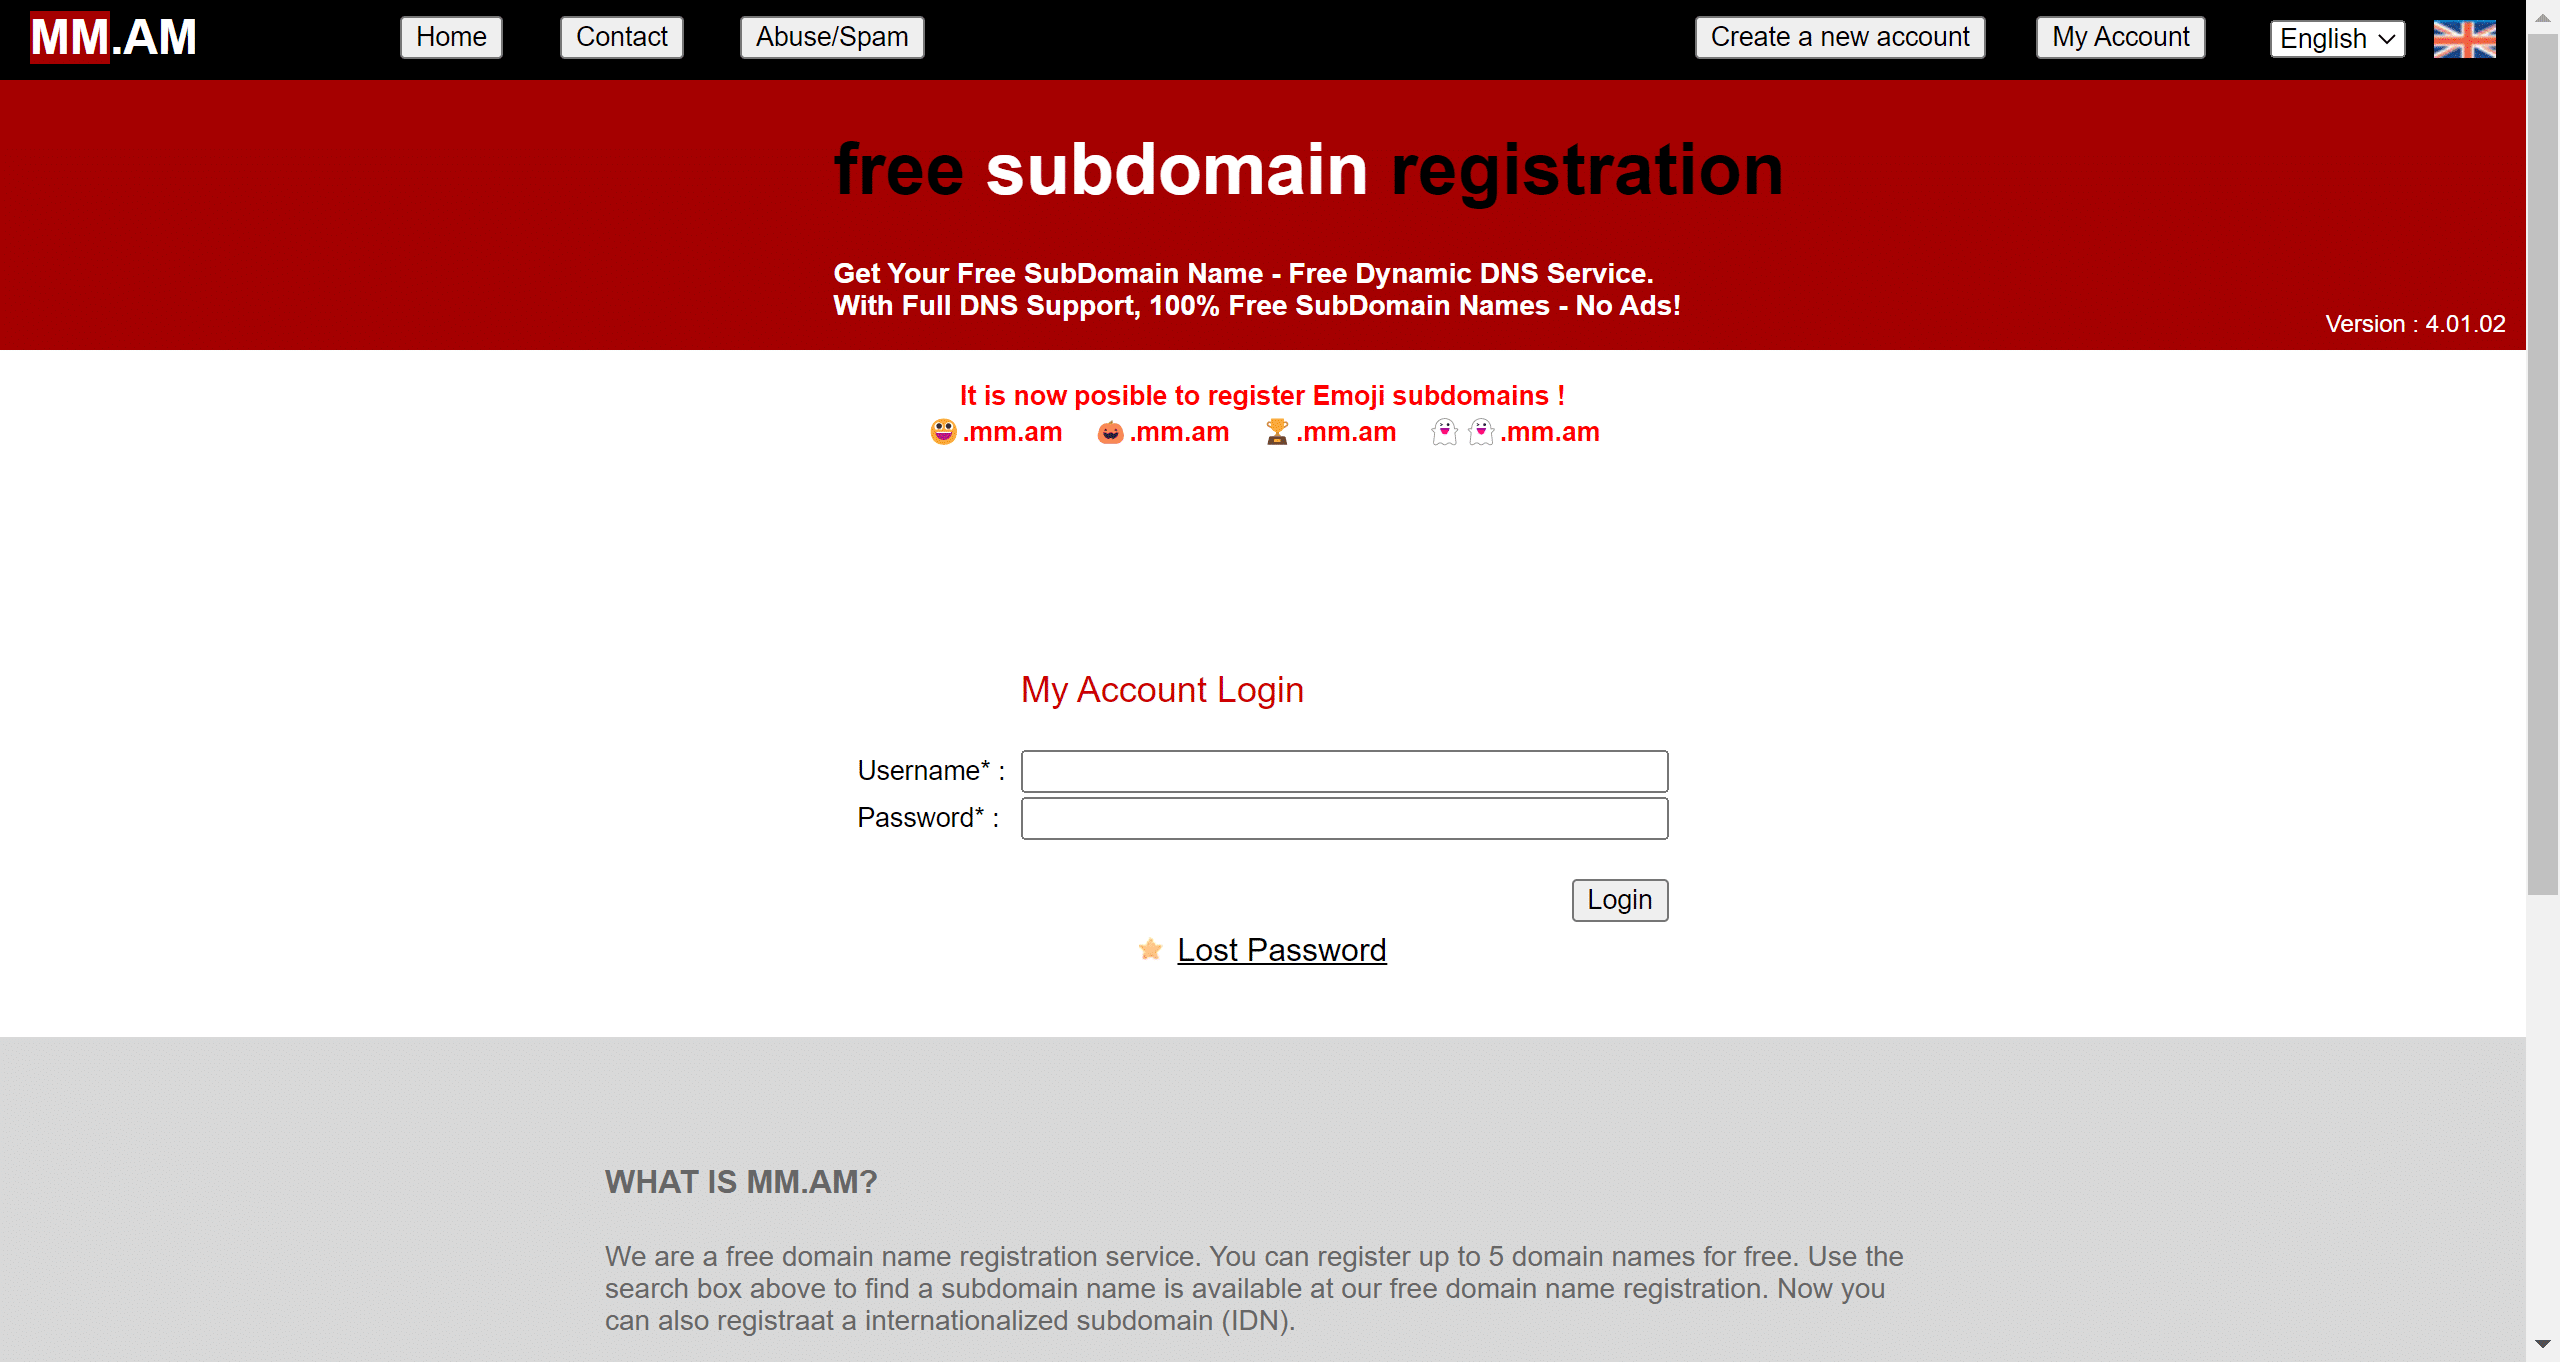 MM.AM Home Contact Abuse/Spam Create a new account My Account English
free subdomain registration
Get Your Free SubDomain Name - Free Dynamic DNS Service.
With Full DNS Support, 100% Free SubDomain Names - No Ads!
Version : 4.01.02
It is now posible to register Emoji subdomains !
😀.mm.am 🎃.mm.am 🏆.mm.am 👻👻.mm.am
My Account Login
Username* :
Password* :
Login
Lost Password
WHAT IS MM.AM?
We are a free domain name registration service. You can register up to 5 domain names for free. Use the
search box above to find a subdomain name is available at our free domain name registration. Now you
can also registraat a internationalized subdomain (IDN).